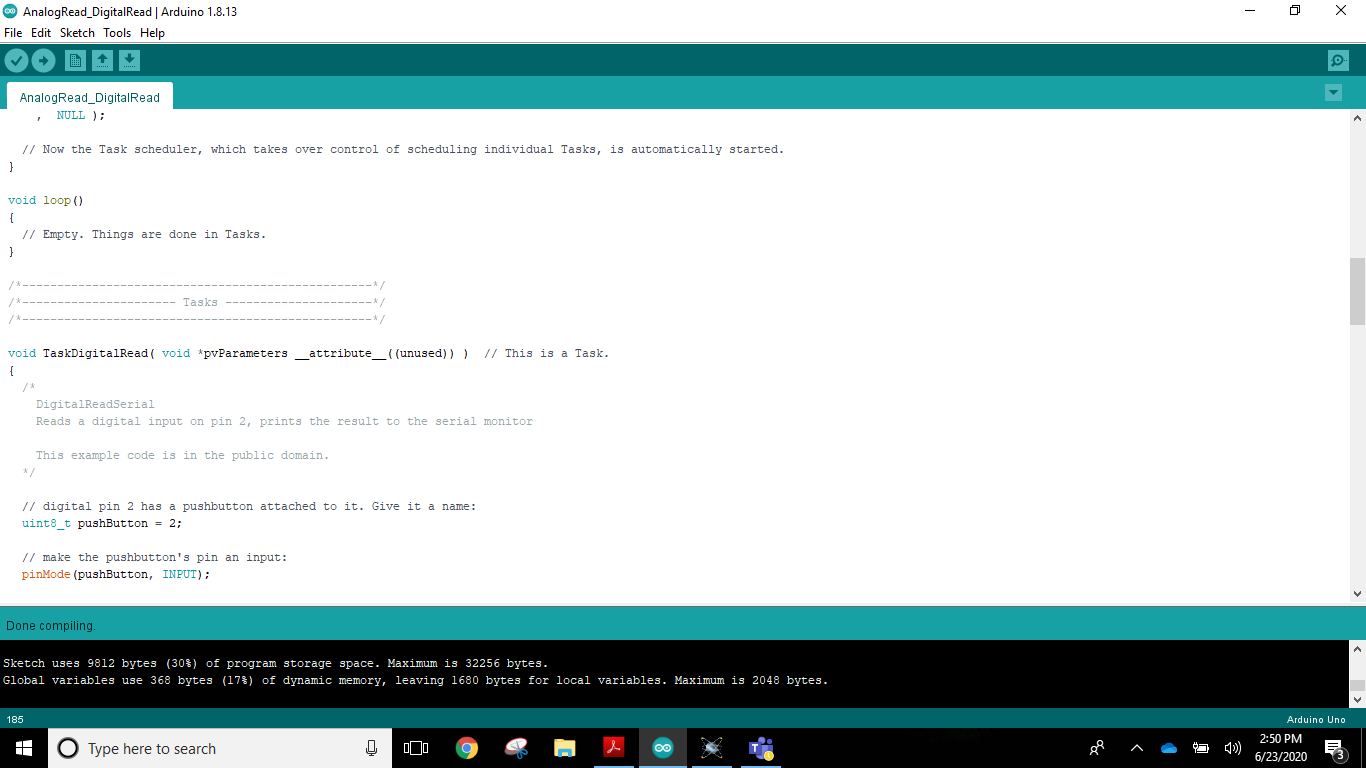 AnalogRead_DigitalRead | Arduino 1.8.13
File Edit Sketch Tools Help
AnalogRead_DigitalRead
, NULL );
// Now the Task scheduler, which takes over control of scheduling individual Tasks, is automatically started.
}
void loop()
{
// Empty. Things are done in Tasks.
}
/*--------------------------------------------------*/
/*---------------------- Tasks ---------------------*/
/*--------------------------------------------------*/
void TaskDigitalRead( void *pvParameters __attribute__((unused)) )  // This is a Task.
{
/*
DigitalReadSerial
Reads a digital input on pin 2, prints the result to the serial monitor
This example code is in the public domain.
*/
// digital pin 2 has a pushbutton attached to it. Give it a name:
uint8_t pushButton = 2;
// make the pushbutton's pin an input:
pinMode(pushButton, INPUT);
Done compiling.
Sketch uses 9812 bytes (30%) of program storage space. Maximum is 32256 bytes.
Global variables use 368 bytes (17%) of dynamic memory, leaving 1680 bytes for local variables. Maximum is 2048 bytes.
185
Arduino Uno
Type here to search
2:50 PM
6/23/2020
3